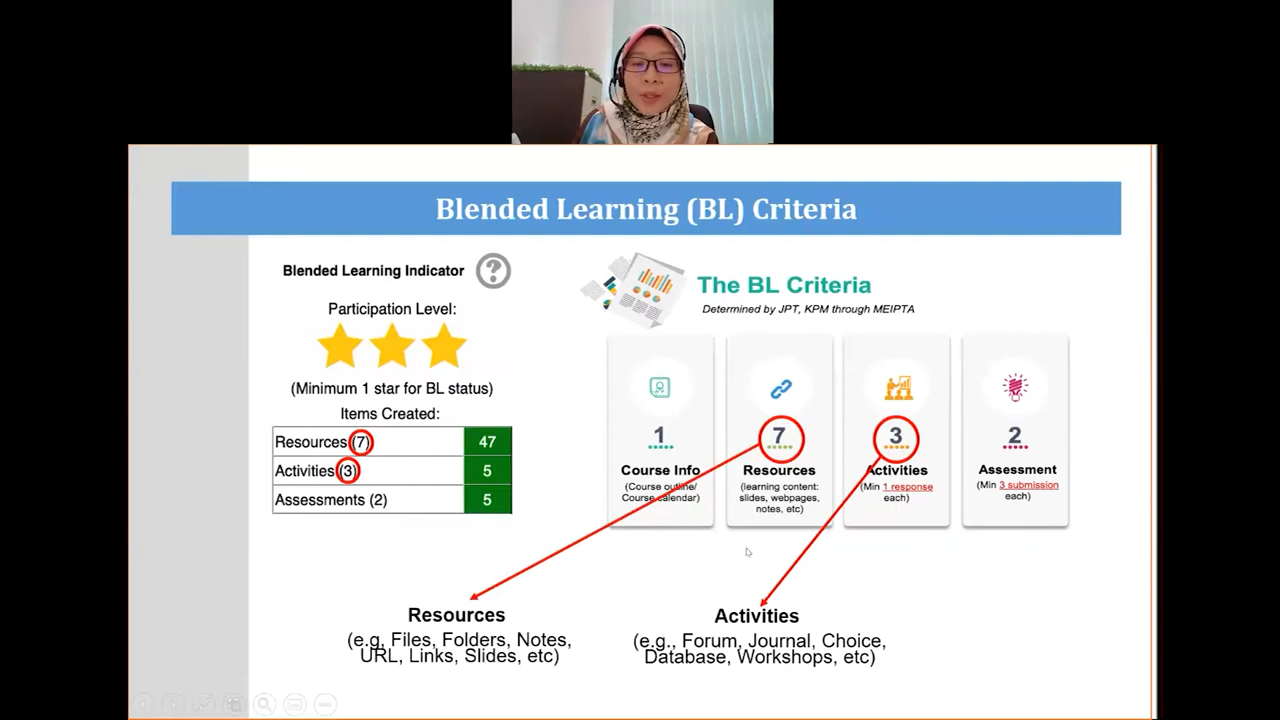 Blended Learning (BL) Criteria
Blended Learning Indicator
?
Participation Level:
(Minimum 1 star for BL status)
Items Created:
Resources (7) 47
Activities (3) 5
Assessments (2) 5
The BL Criteria
Determined by JPT, KPM through MEIPTA
1
Course Info
(Course outline/
Course calendar)
7
Resources
(learning content:
slides, webpages,
notes, etc)
3
Activities
(Min 1 response
each)
2
Assessment
(Min 3 submission
each)
Resources
(e.g, Files, Folders, Notes,
URL, Links, Slides, etc)
Activities
(e.g., Forum, Journal, Choice,
Database, Workshops, etc)